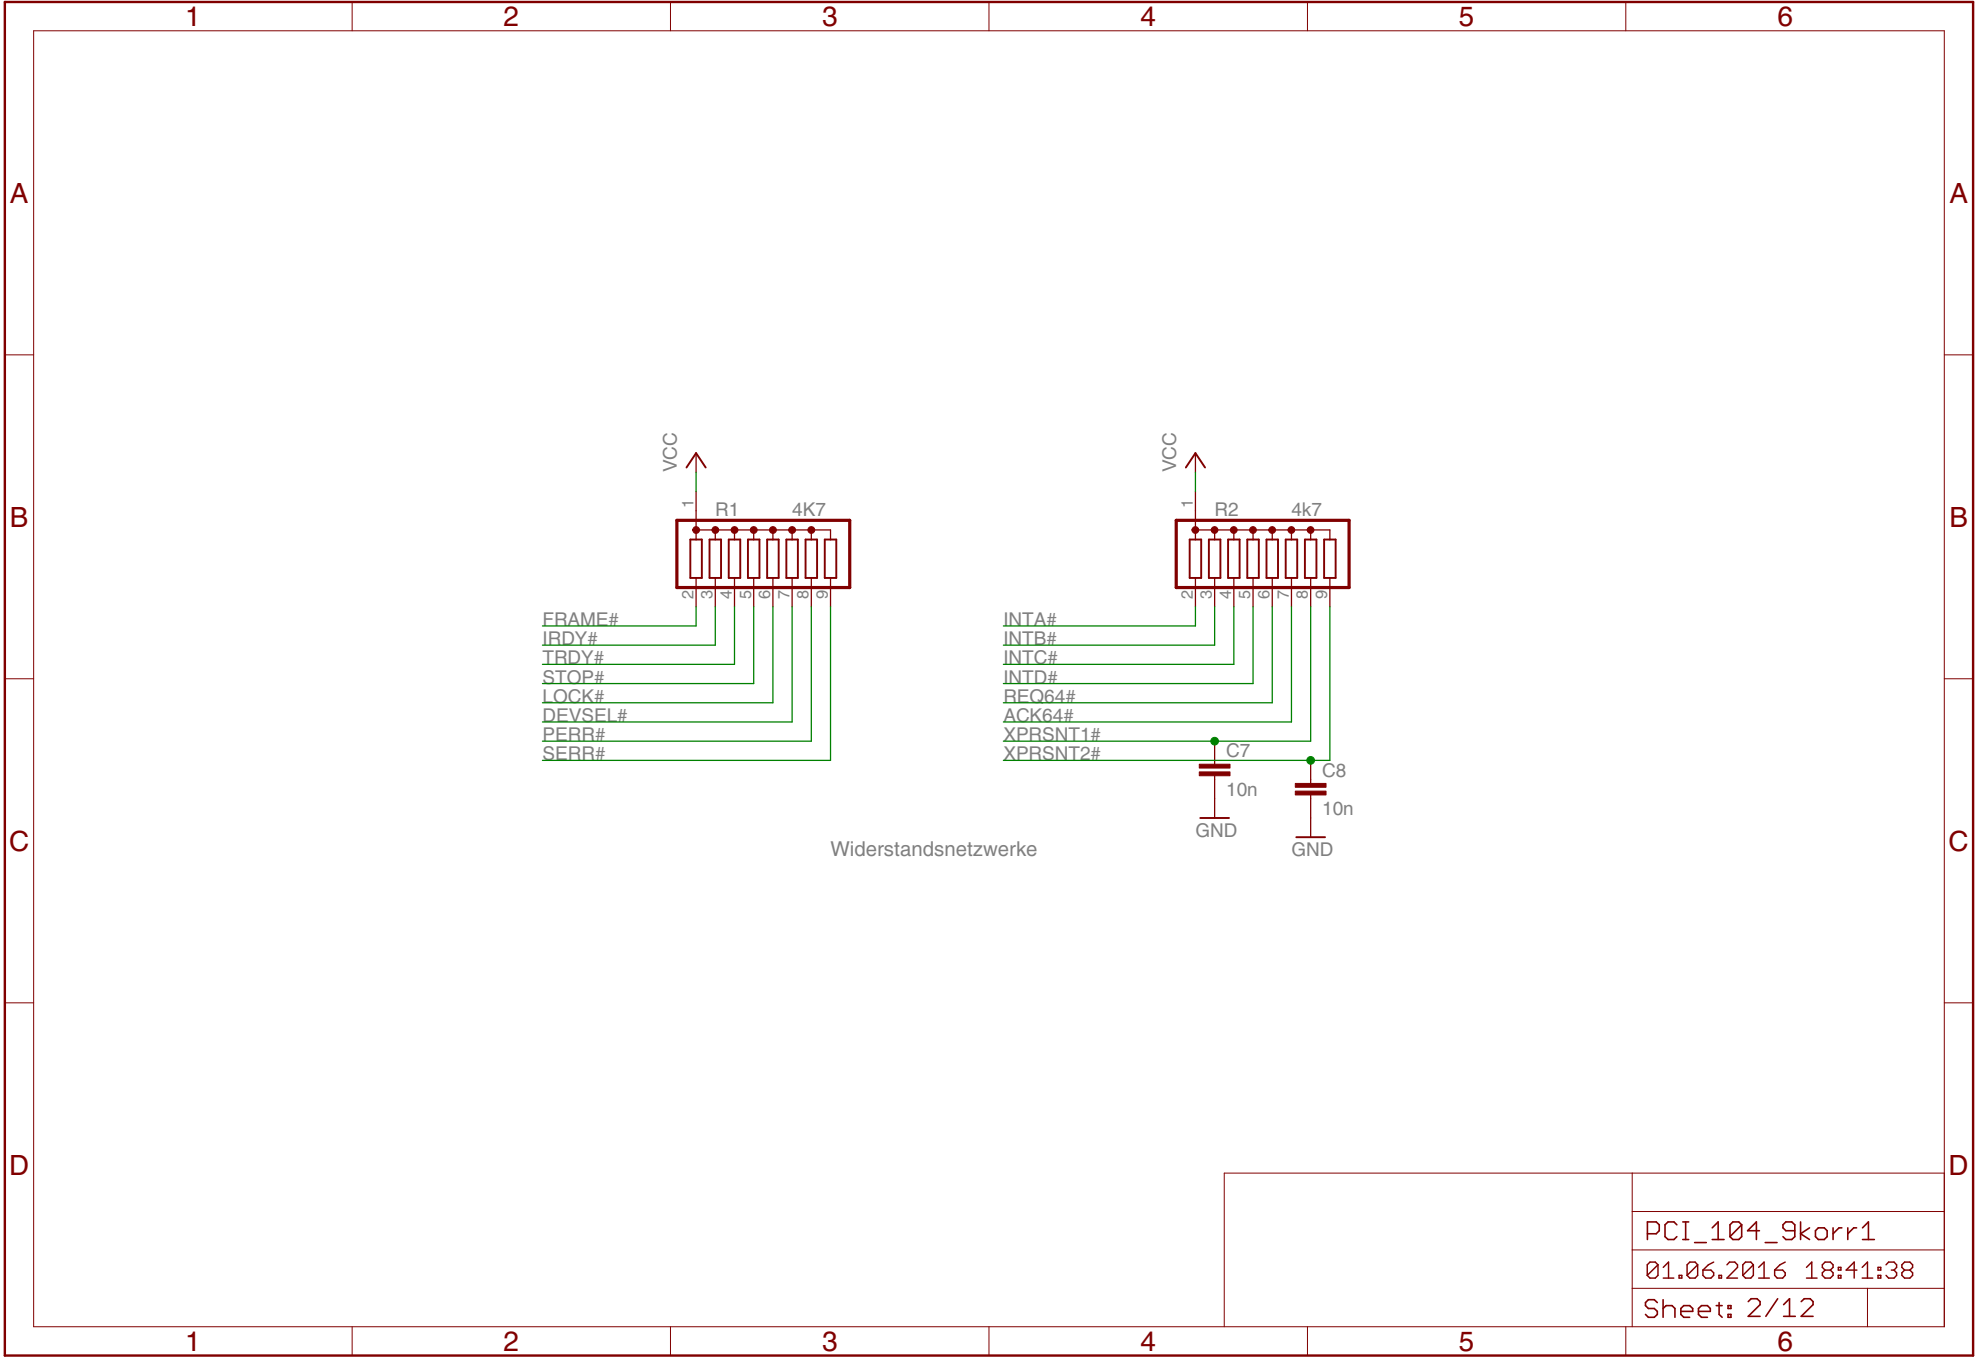 1 2 3 4 5 6
A A
VCC VCC
B B
1 R1 4K7 1 R2 4k7
2 3 4 5 6 7 8 9 2 3 4 5 6 7 8 9
FRAME# INTA#
IRDY# INTB#
TRDY# INTC#
STOP# INTD#
LOCK# REQ64#
DEVSEL# ACK64#
PERR# XPRSNT1#
SERR# XPRSNT2#
C7
C8
10n
10n
GND
GND
C C
Widerstandsnetzwerke
D D
PCI_104_9korr1
01.06.2016 18:41:38
Sheet: 2/12
1 2 3 4 5 6